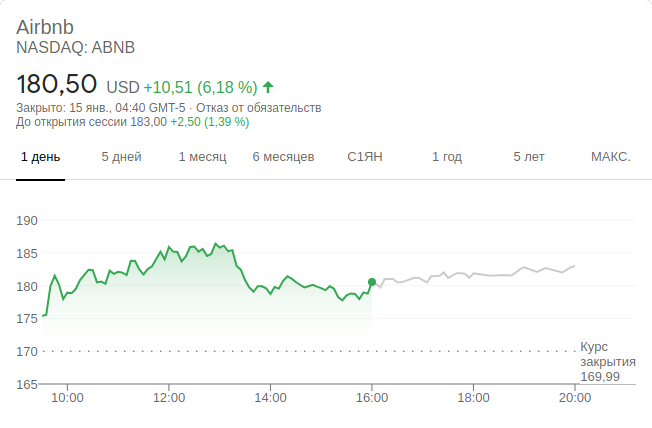 Airbnb
NASDAQ: ABNB
180,50 USD +10,51 (6,18 %)
Закрыто: 15 янв., 04:40 GMT-5 · Отказ от обязательств
До открытия сессии 183,00 +2,50 (1,39 %)
1 день 5 дней 1 месяц 6 месяцев С1ЯН 1 год 5 лет МАКС.
190
185
180
175
170
Курс
закрытия
169,99
165
10:00 12:00 14:00 16:00 18:00 20:00